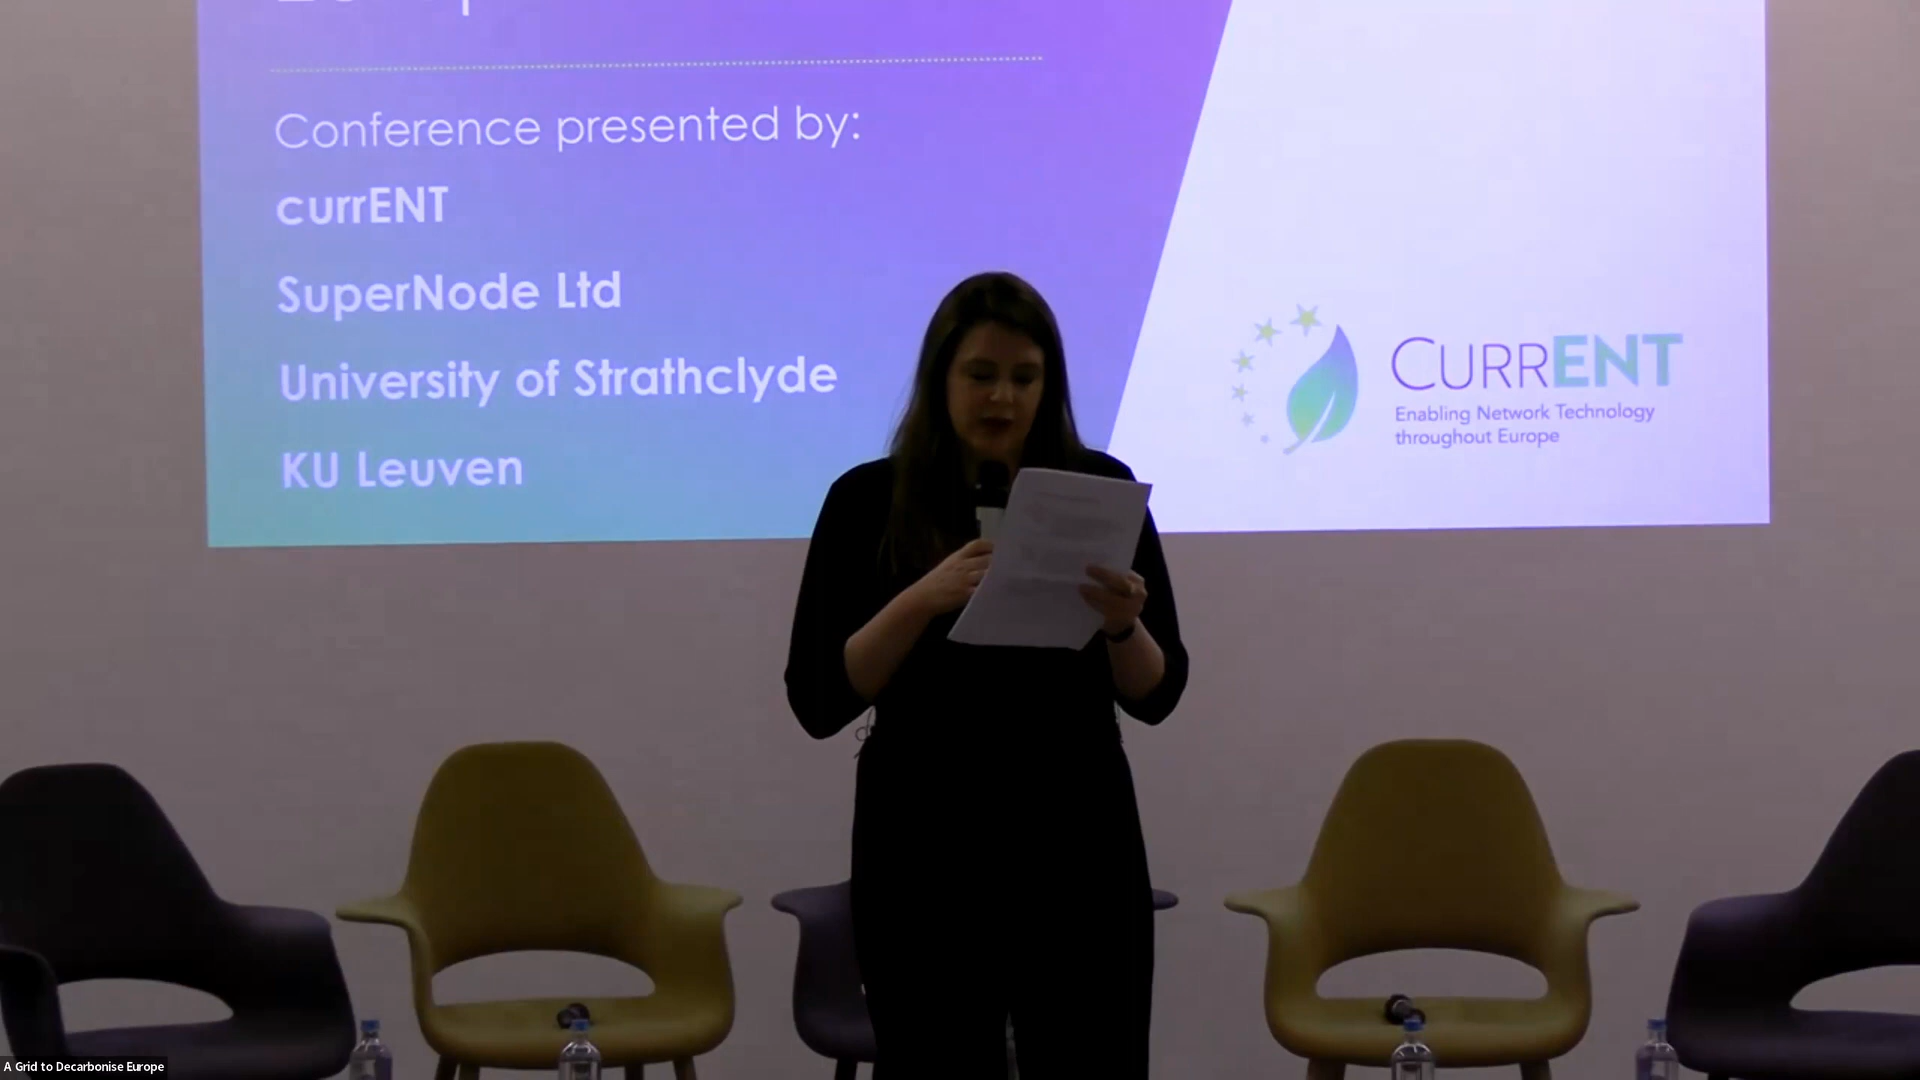 Conference presented by:
currENT
SuperNode Ltd
University of Strathclyde
KU Leuven
CURRENT
Enabling Network Technology
throughout Europe
A Grid to Decarbonise Europe